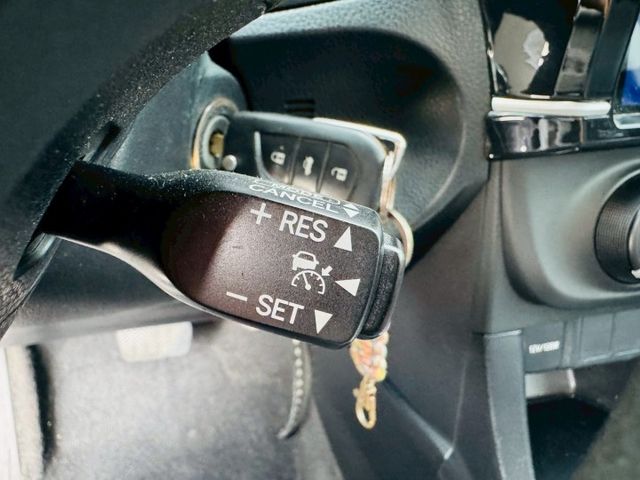 CANCEL
+ RES
– SET